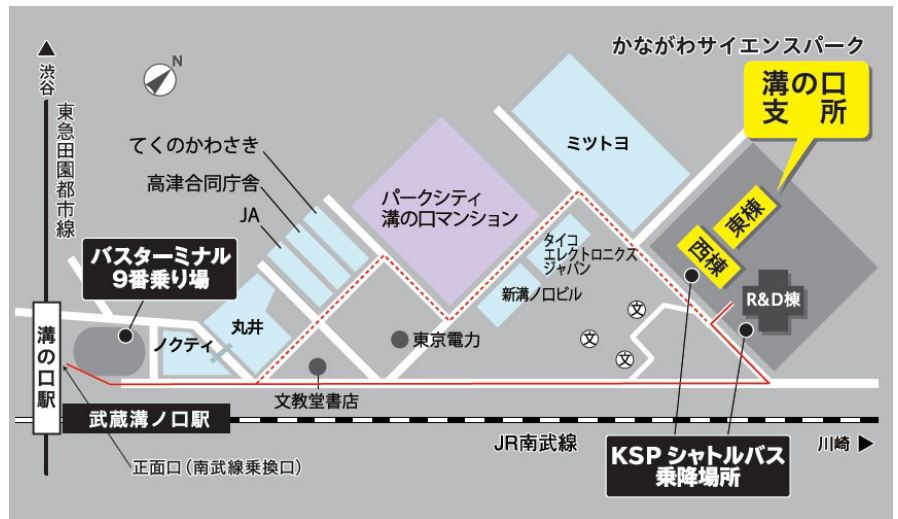 かながわサイエンスパーク
溝の口
支 所
▲
渋谷
東急田園都市線
N
てくのかわさき
高津合同庁舎
JA
パークシティ
溝の口マンション
ミツトヨ
東棟
西棟
R&D棟
タイコ
エレクトロニクス
ジャパン
新溝ノ口ビル
バスターミナル
9番乗り場
溝の口駅
ノクティ
丸井
東京電力
文
文
文
文教堂書店
武蔵溝ノ口駅
JR南武線
KSPシャトルバス
乗降場所
川崎 ▶
正面口(南武線乗換口)